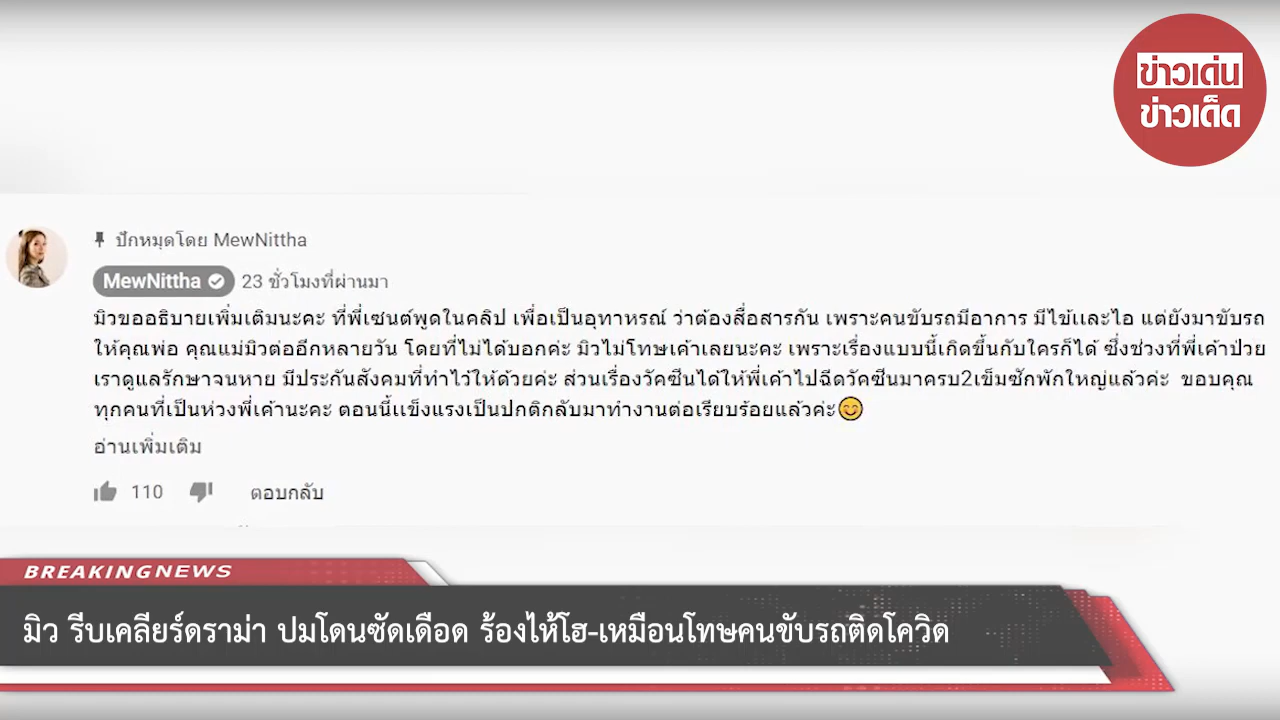 ข่าวเด่น
ข่าวเด็ด
ปักหมุดโดย MewNittha
MewNittha 23 ชั่วโมงที่ผ่านมา
มิวขออธิบายเพิ่มเติมนะคะ ที่พี่เซนต์พูดในคลิป เพื่อเป็นอุทาหรณ์ ว่าต้องสื่อสารกัน เพราะคนขับรถมีอาการ มีไข้และไอ แต่ยังมาขับรถ
ให้คุณพ่อ คุณแม่มิวต่ออีกหลายวัน โดยที่ไม่ได้บอกค่ะ มิวไม่โทษเค้าเลยนะคะ เพราะเรื่องแบบนี้เกิดขึ้นกับใครก็ได้ ซึ่งช่วงที่พี่เค้าป่วย
เราดูแลรักษาจนหาย มีประกันสังคมที่ทำไว้ให้ด้วยค่ะ ส่วนเรื่องวัคซีนได้ให้พี่เค้าไปฉีดวัคซีนมาครบ2เข็มซักพักใหญ่แล้วค่ะ ขอบคุณ
ทุกคนที่เป็นห่วงพี่เค้านะคะ ตอนนี้แข็งแรงเป็นปกติกลับมาทำงานต่อเรียบร้อยแล้วค่ะ😊
อ่านเพิ่มเติม
110 ตอบกลับ
BREAKINGNEWS
มิว รีบเคลียร์ดราม่า ปมโดนซัดเดือด ร้องไห้โฮ-เหมือนโทษคนขับรถติดโควิด